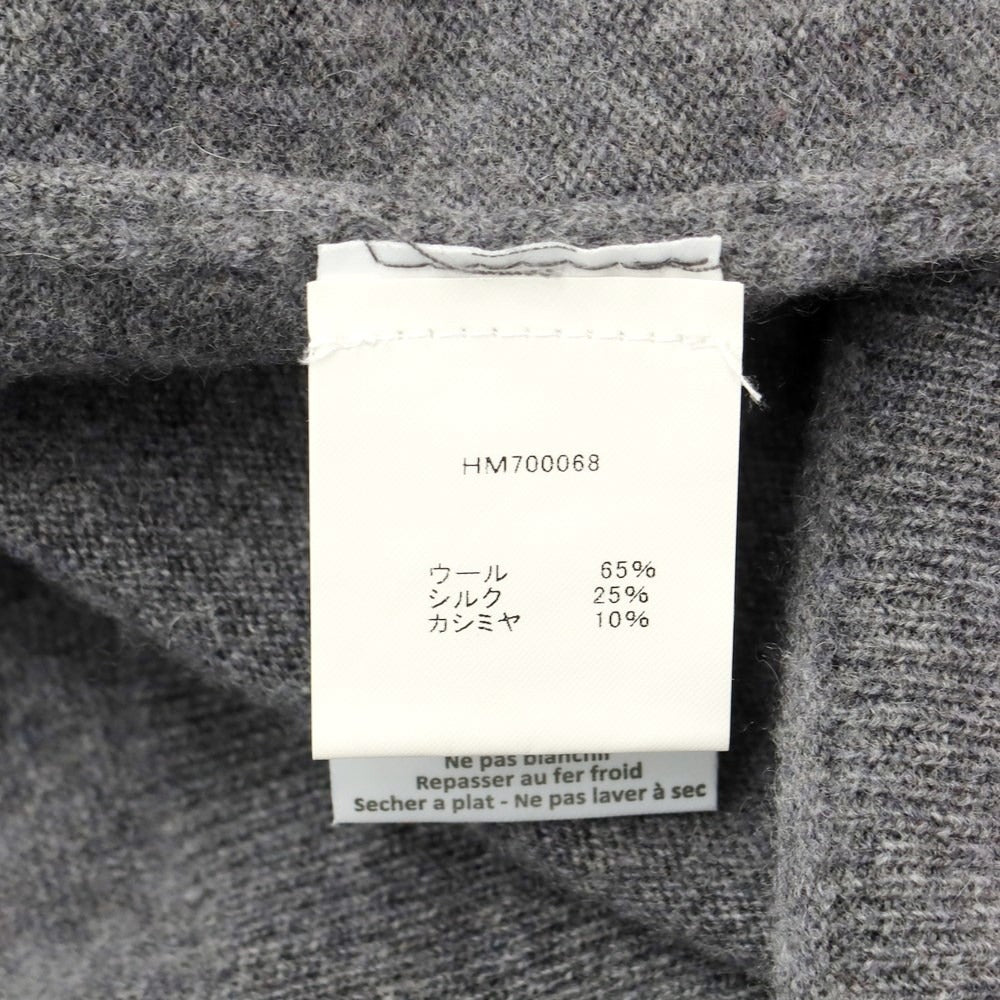 HM700068
ウール 65%
シルク 25%
カシミヤ 10%
Ne pas blanchir
Repasser au fer froid
Secher a plat - Ne pas laver à sec